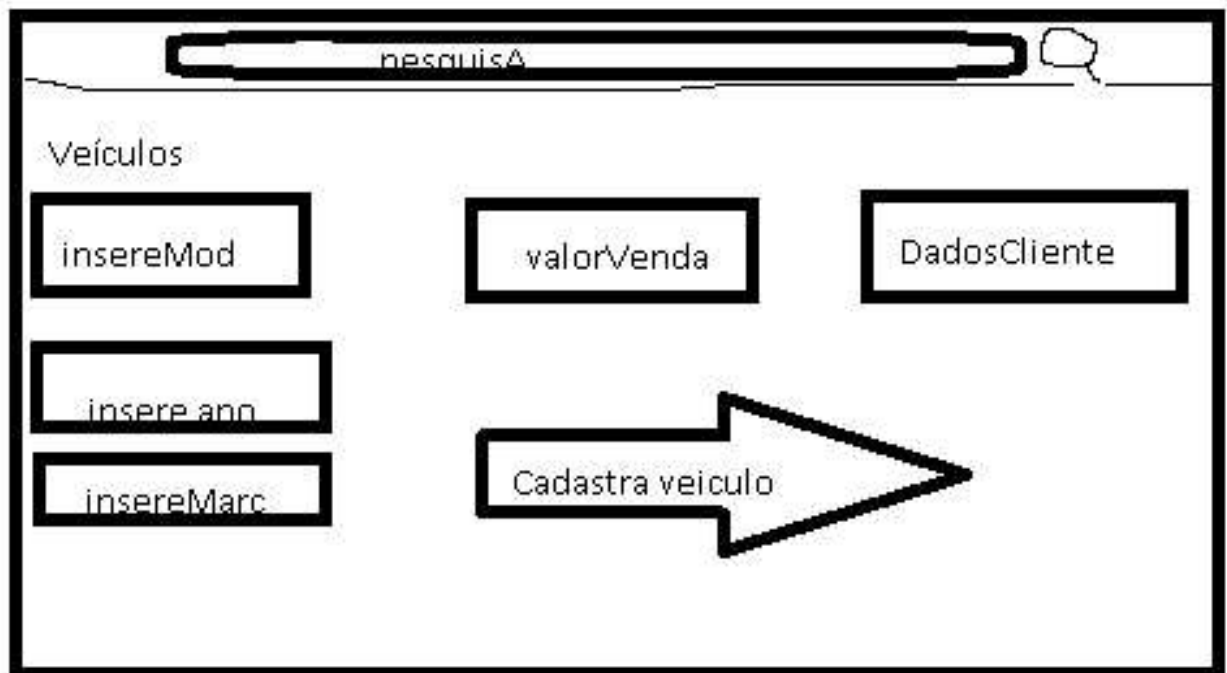 pesquisA
Veículos
insereMod
valorVenda
DadosCliente
insere ano
insereMarc
Cadastra veiculo